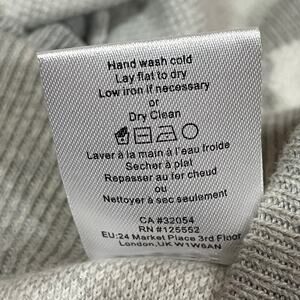 Hand wash cold
Lay flat to dry
Low iron if necessary
or
Dry Clean
Laver à la main à l'eau froide
Sécher à plat
Repasser au fer chaud
ou
Nettoyer à sec seulement
CA #32054
RN #125552
EU:24 Market Place 3rd Floor
London,UK W1W8AN